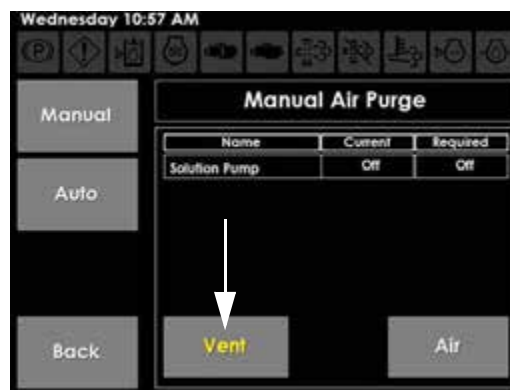 Wednesday 10:57 AM
Manual
Manual Air Purge
Name Current Required
Solution Pump Off Off
Auto
Back
Vent
Air